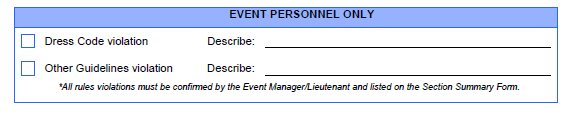 EVENT PERSONNEL ONLY
Dress Code violation Describe:
Other Guidelines violation Describe:
*All rules violations must be confirmed by the Event Manager/Lieutenant and listed on the Section Summary Form.